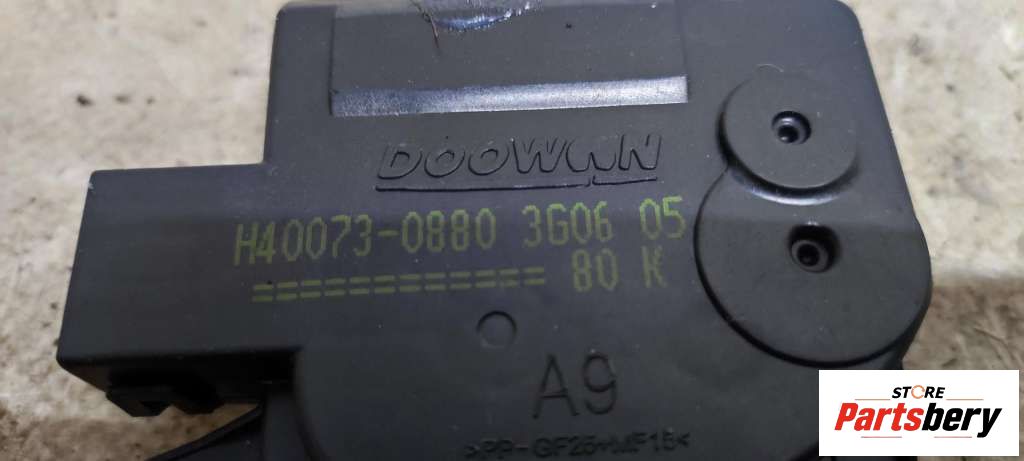 DOOWON
H40073-0880 3G06 05
============ 80 K
A9
>PP-GF25+MF15<
STORE
Partsbery